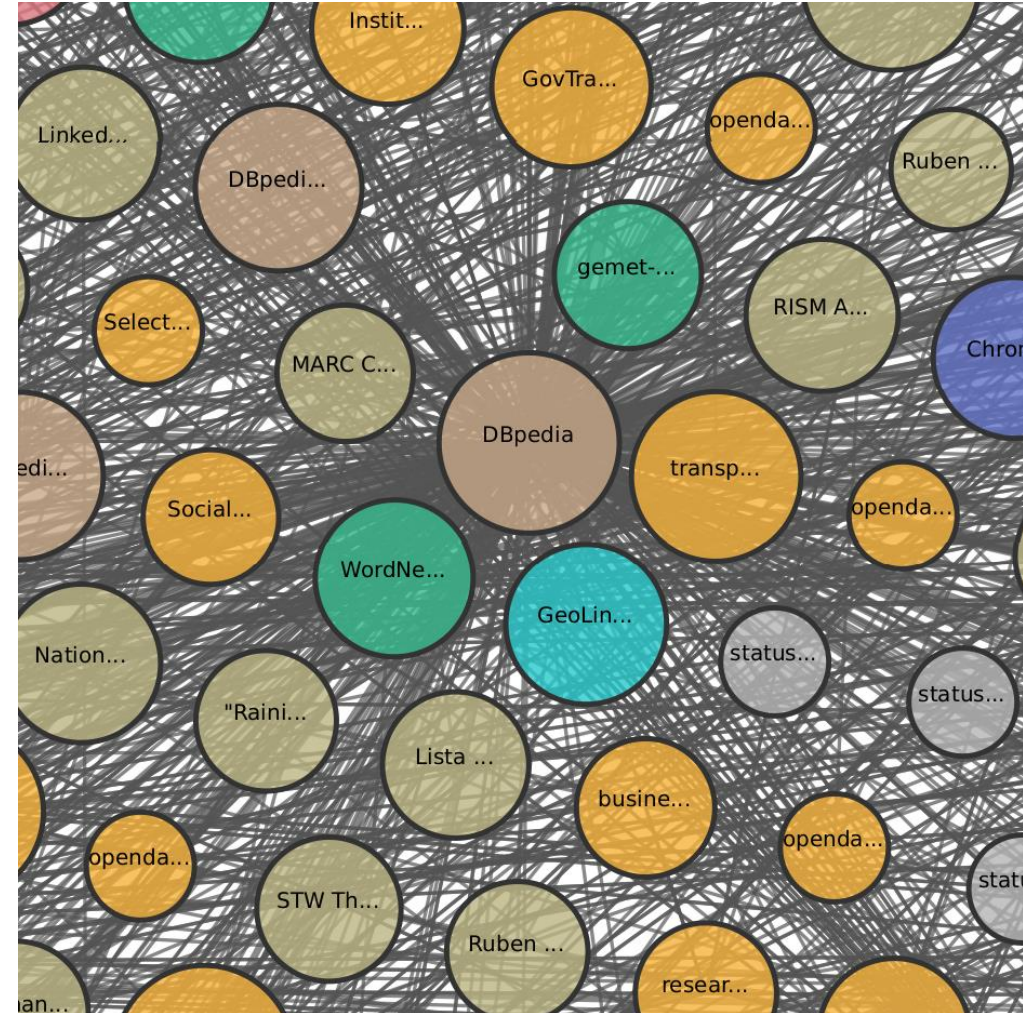 Instit...
GovTra...
openda...
Linked...
Ruben ...
DBpedi...
gemet-...
RISM A...
Select...
Chron
MARC C...
DBpedia
edi...
transp...
Social...
openda...
WordNe...
GeoLin...
Nation...
status...
status...
"Raini...
Lista ...
busine...
openda...
openda...
statu
STW Th...
Ruben ...
resear...
an...